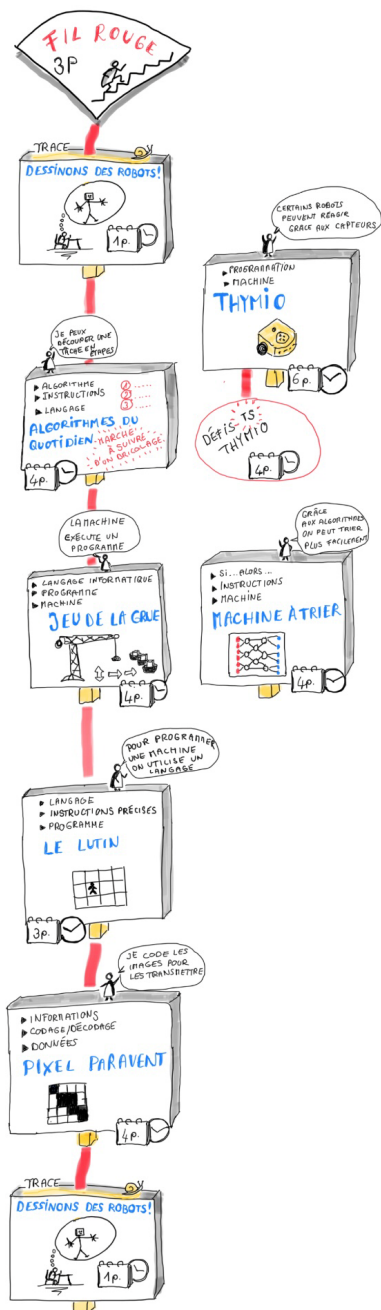 FIL ROUGE
3P
TRACE
DESSINONS DES ROBOTS!
1p.
JE PEUX
DÉCOUPER UNE
TÂCHE EN
ÉTAPES
ALGORITHME
INSTRUCTIONS
LANGAGE
1 .....
2 .....
3 .....
ALGORITHMES DU
QUOTIDIEN.
MARCHE
À SUIVRE
D'UN BRICOLAGE
4p.
LA MACHINE
EXÉCUTE UN
PROGRAMME
LANGAGE INFORMATIQUE
PROGRAMME
MACHINE
JEU DE LA GRUE
4p.
POUR PROGRAMMER
UNE MACHINE
ON UTILISE UN
LANGAGE
LANGAGE
INSTRUCTIONS PRÉCISES
PROGRAMME
LE LUTIN
3p.
JE CODE LES
IMAGES POUR
LES TRANSMETTRE
INFORMATIONS
CODAGE/DÉCODAGE
DONNÉES
PIXEL PARAVENT
4p.
TRACE
DESSINONS DES ROBOTS!
1p.
CERTAINS ROBOTS
PEUVENT RÉAGIR
GRÂCE AUX CAPTEURS
PROGRAMMATION
MACHINE
THYMIO
6p.
DÉFIS TS
THYMIO
4p.
GRÂCE
AUX ALGORITHMES
ON PEUT TRIER
PLUS FACILEMENT
SI...ALORS...
INSTRUCTIONS
MACHINE
MACHINE À TRIER
4p.